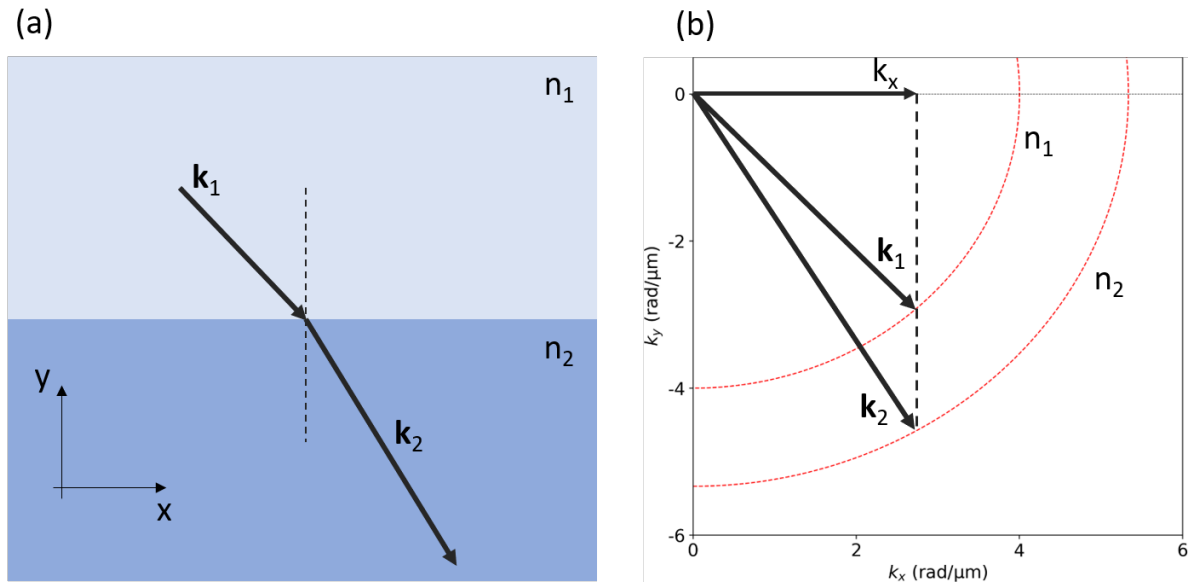 (a)
n₁
k₁
n₂
y
k₂
x
(b)
kₓ
0
n₁
-2
k₁
n₂
k_y (rad/μm)
-4
k₂
-6
0
2
4
6
kₓ (rad/μm)